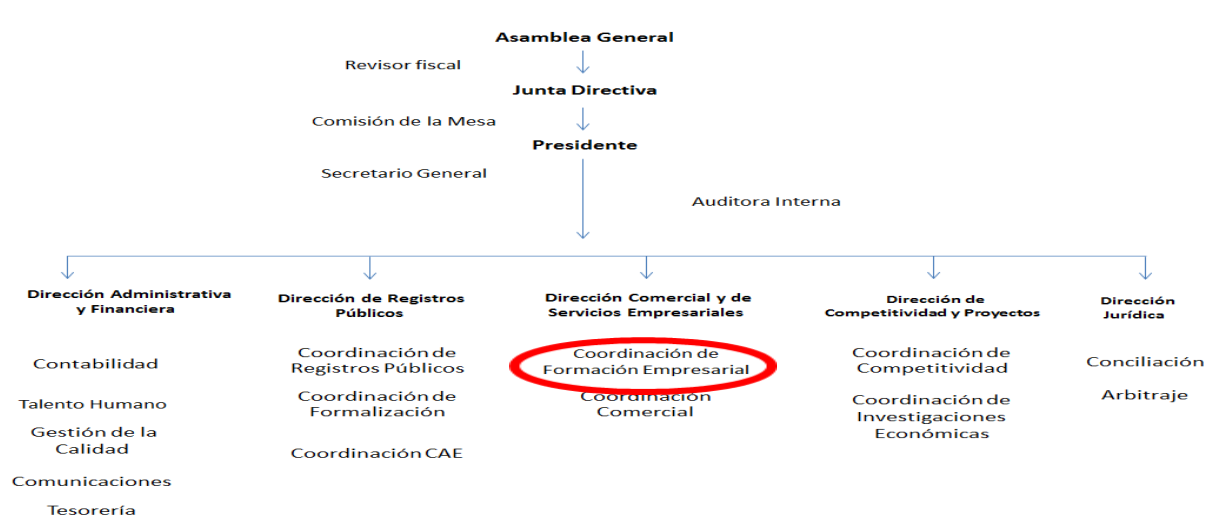 Asamblea General
Revisor fiscal
Junta Directiva
Comisión de la Mesa
Presidente
Secretario General
Auditora Interna
Dirección Administrativa
y Financiera
Contabilidad
Talento Humano
Gestión de la
Calidad
Comunicaciones
Tesorería
Dirección de Registros
Públicos
Coordinación de
Registros Públicos
Coordinación de
Formalización
Coordinación CAE
Dirección Comercial y de
Servicios Empresariales
Coordinación de
Formación Empresarial
Coordinación
Comercial
Dirección de
Competitividad y Proyectos
Coordinación de
Competitividad
Coordinación de
Investigaciones
Económicas
Dirección
Jurídica
Conciliación
Arbitraje